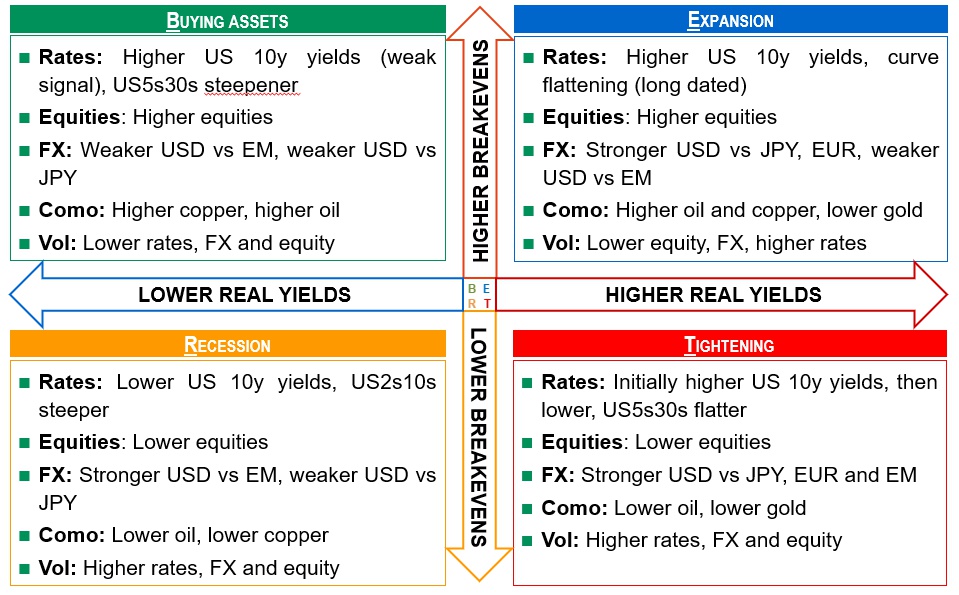 BUYING ASSETS
Rates: Higher US 10y yields (weak
signal), US5s30s steepener
Equities: Higher equities
FX: Weaker USD vs EM, weaker USD vs
JPY
Como: Higher copper, higher oil
Vol: Lower rates, FX and equity
HIGHER BREAKEVENS
EXPANSION
Rates: Higher US 10y yields, curve
flattening (long dated)
Equities: Higher equities
FX: Stronger USD vs JPY, EUR, weaker
USD vs EM
Como: Higher oil and copper, lower gold
Vol: Lower equity, FX, higher rates
LOWER REAL YIELDS
B E
R T
HIGHER REAL YIELDS
RECESSION
Rates: Lower US 10y yields, US2s10s
steeper
Equities: Lower equities
FX: Stronger USD vs EM, weaker USD vs
JPY
Como: Lower oil, lower copper
Vol: Higher rates, FX and equity
LOWER BREAKEVENS
TIGHTENING
Rates: Initially higher US 10y yields, then
lower, US5s30s flatter
Equities: Lower equities
FX: Stronger USD vs JPY, EUR and EM
Como: Lower oil, lower gold
Vol: Higher rates, FX and equity